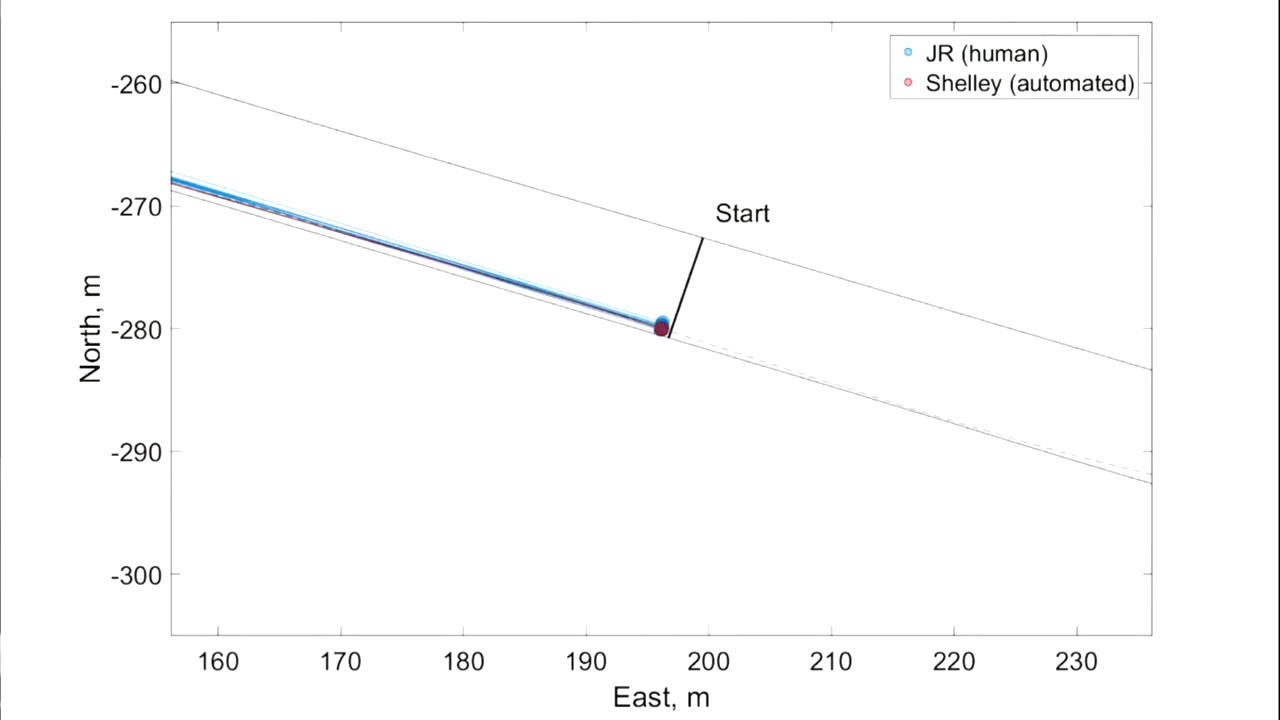 JR (human)
Shelley (automated)
Start
North, m
-260
-270
-280
-290
-300
160 170 180 190 200 210 220 230
East, m